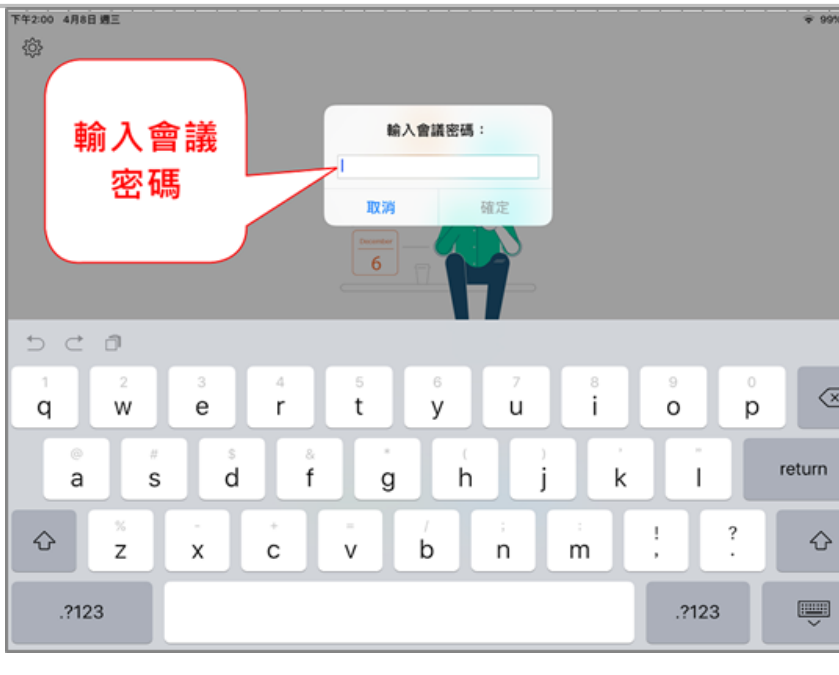 下午2:00 4月8日 週三
99%
輸入會議
密碼
輸入會議密碼：
取消
確定
December
6
1 2 3 4 5 6 7 8 9 0
q w e r t y u i o p
@ # $ & * ( ) ' "
a s d f g h j k l return
% - + = / ; : ! ?
z x c v b n m , .
.?123 .?123